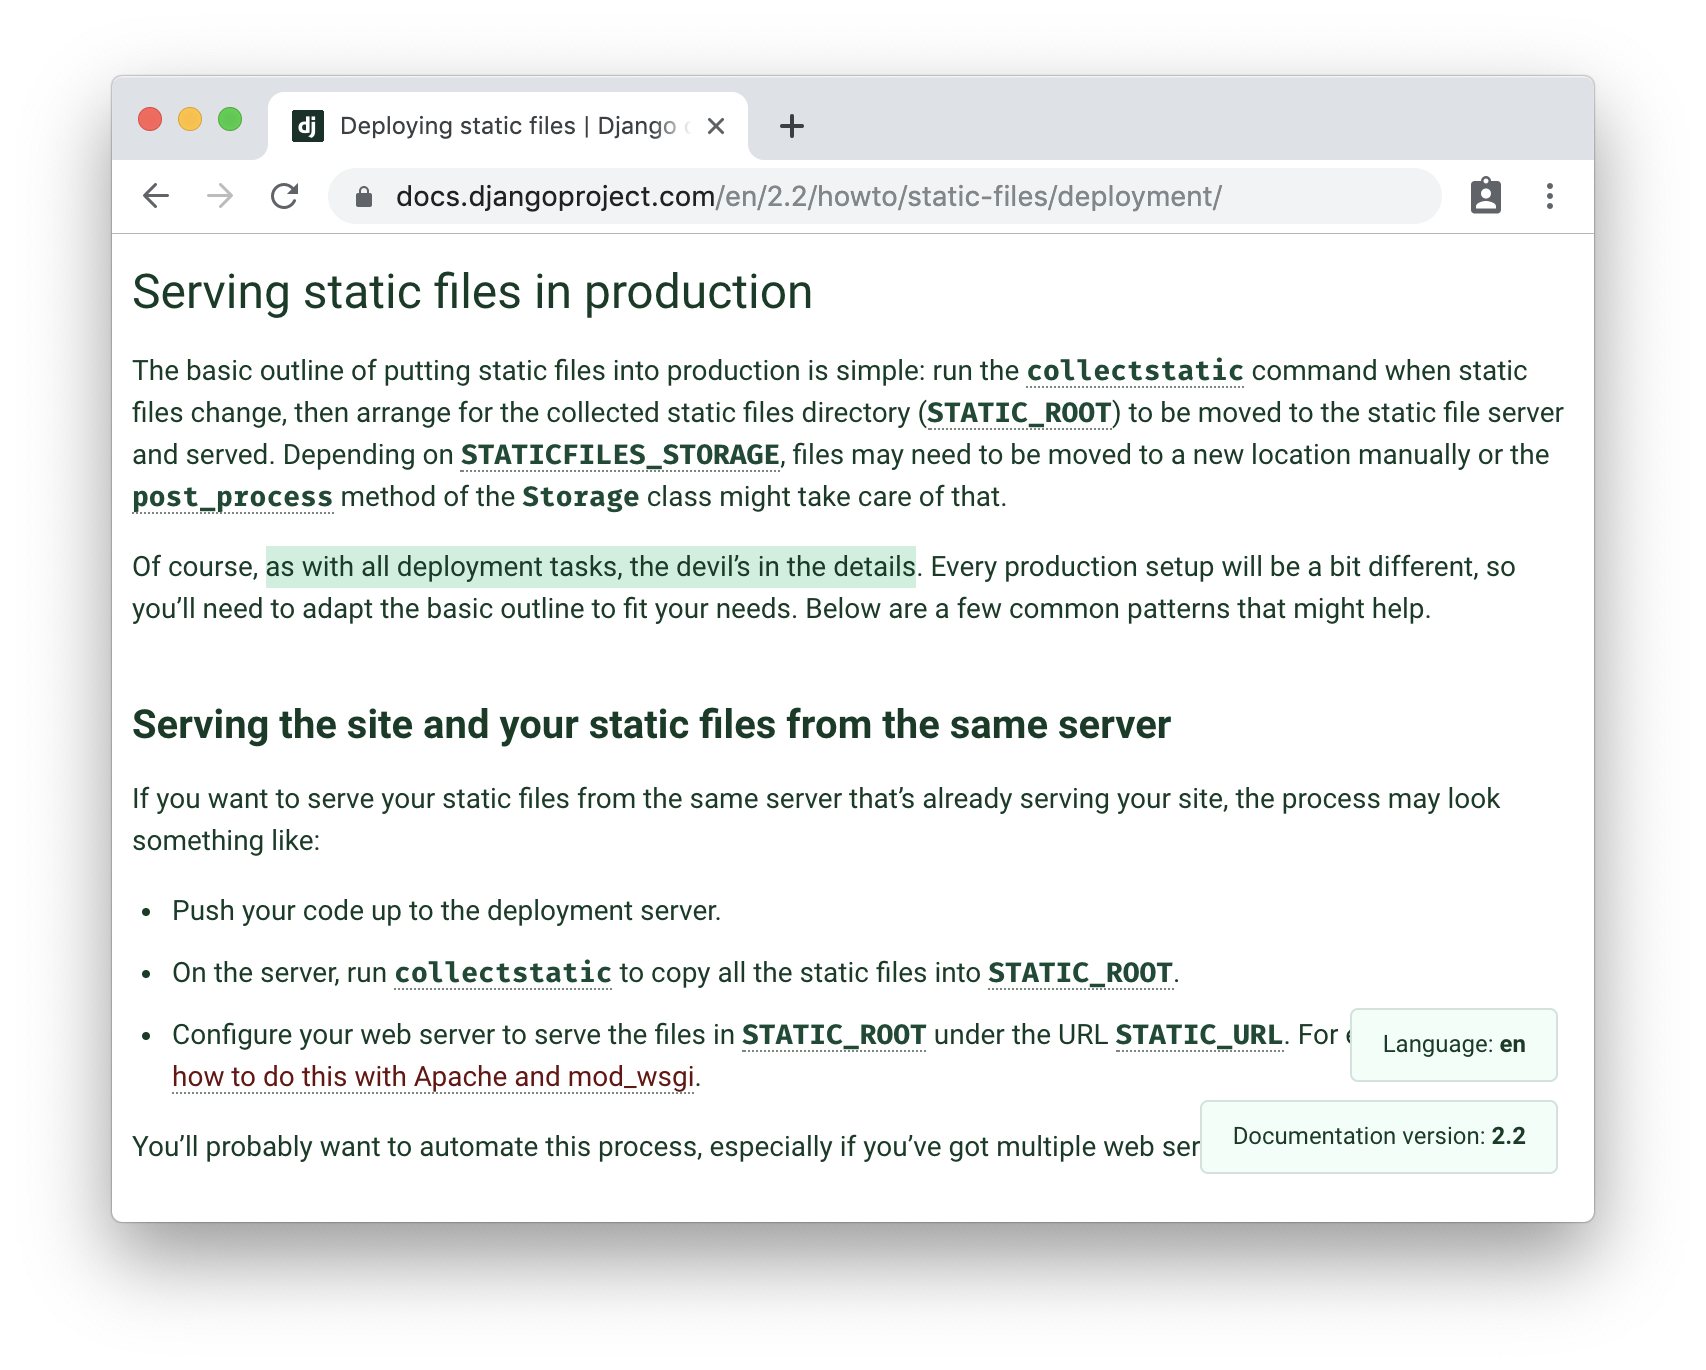 dj Deploying static files | Django
docs.djangoproject.com/en/2.2/howto/static-files/deployment/
Serving static files in production
The basic outline of putting static files into production is simple: run the collectstatic command when static
files change, then arrange for the collected static files directory (STATIC_ROOT) to be moved to the static file server
and served. Depending on STATICFILES_STORAGE, files may need to be moved to a new location manually or the
post_process method of the Storage class might take care of that.
Of course, as with all deployment tasks, the devil’s in the details. Every production setup will be a bit different, so
you’ll need to adapt the basic outline to fit your needs. Below are a few common patterns that might help.
Serving the site and your static files from the same server
If you want to serve your static files from the same server that’s already serving your site, the process may look
something like:
• Push your code up to the deployment server.
• On the server, run collectstatic to copy all the static files into STATIC_ROOT.
• Configure your web server to serve the files in STATIC_ROOT under the URL STATIC_URL. For
how to do this with Apache and mod_wsgi.
Language: en
You’ll probably want to automate this process, especially if you’ve got multiple web
Documentation version: 2.2